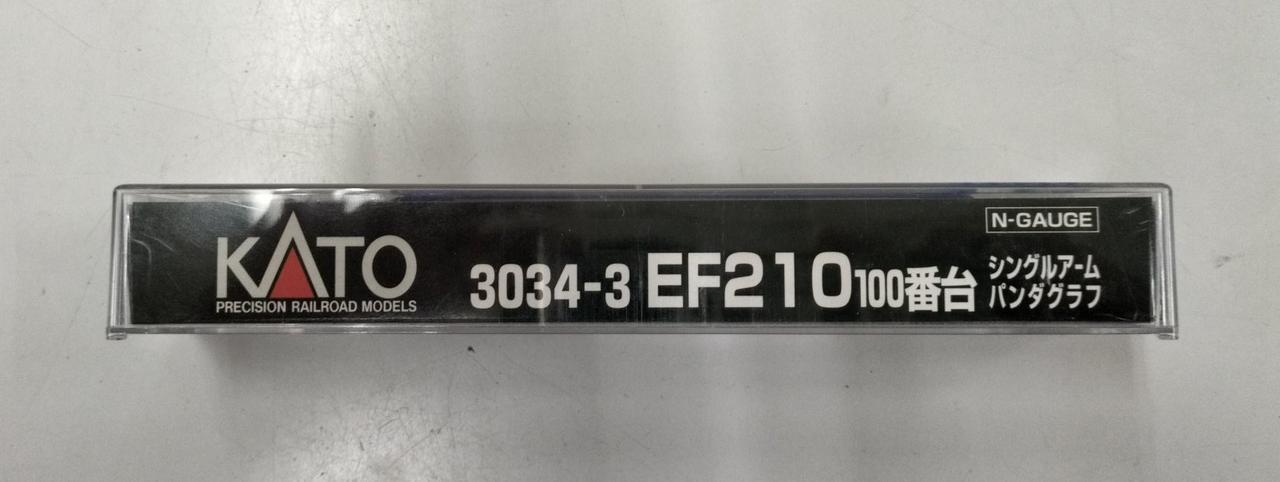 KATO
PRECISION RAILROAD MODELS
3034-3 EF210 100番台
N-GAUGE
シングルアーム
パンダグラフ